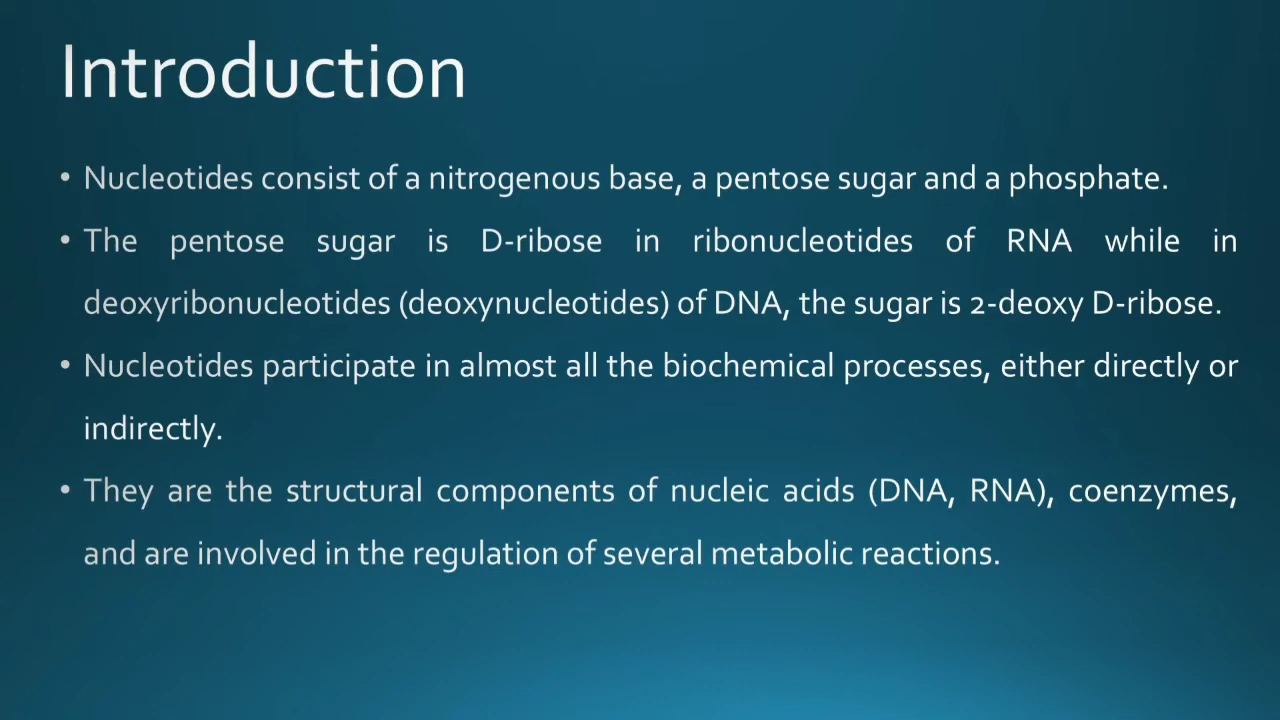 Introduction
• Nucleotides consist of a nitrogenous base, a pentose sugar and a phosphate.
• The pentose sugar is D-ribose in ribonucleotides of RNA while in
deoxyribonucleotides (deoxynucleotides) of DNA, the sugar is 2-deoxy D-ribose.
• Nucleotides participate in almost all the biochemical processes, either directly or
indirectly.
• They are the structural components of nucleic acids (DNA, RNA), coenzymes,
and are involved in the regulation of several metabolic reactions.